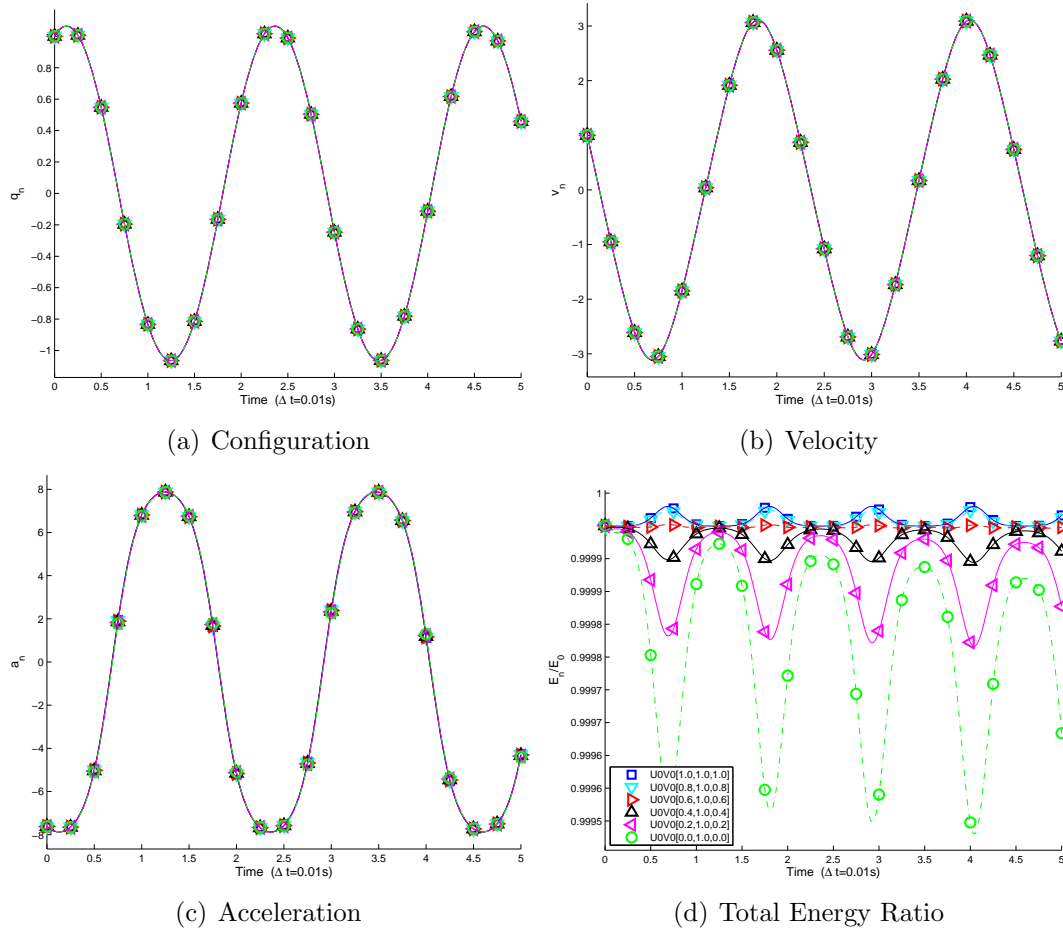 q_n
0.8
0.4
0
−0.4
−0.8
−1
0 0.5 1 1.5 2 2.5 3 3.5 4 4.5 5
Time (Δ t=0.01s)
(a) Configuration
v_n
3
2
1
0
−1
−2
−3
0 0.5 1 1.5 2 2.5 3 3.5 4 4.5 5
Time (Δ t=0.01s)
(b) Velocity
a_n
8
6
4
2
0
−2
−4
−6
−8
0 0.5 1 1.5 2 2.5 3 3.5 4 4.5 5
Time (Δ t=0.01s)
(c) Acceleration
E_n/E_0
1
0.9999
0.9999
0.9998
0.9998
0.9997
0.9997
0.9996
0.9996
0.9995
U0V0[1.0,1.0,1.0]
U0V0[0.8,1.0,0.8]
U0V0[0.6,1.0,0.6]
U0V0[0.4,1.0,0.4]
U0V0[0.2,1.0,0.2]
U0V0[0.0,1.0,0.0]
0 0.5 1 1.5 2 2.5 3 3.5 4 4.5 5
Time (Δ t=0.01s)
(d) Total Energy Ratio